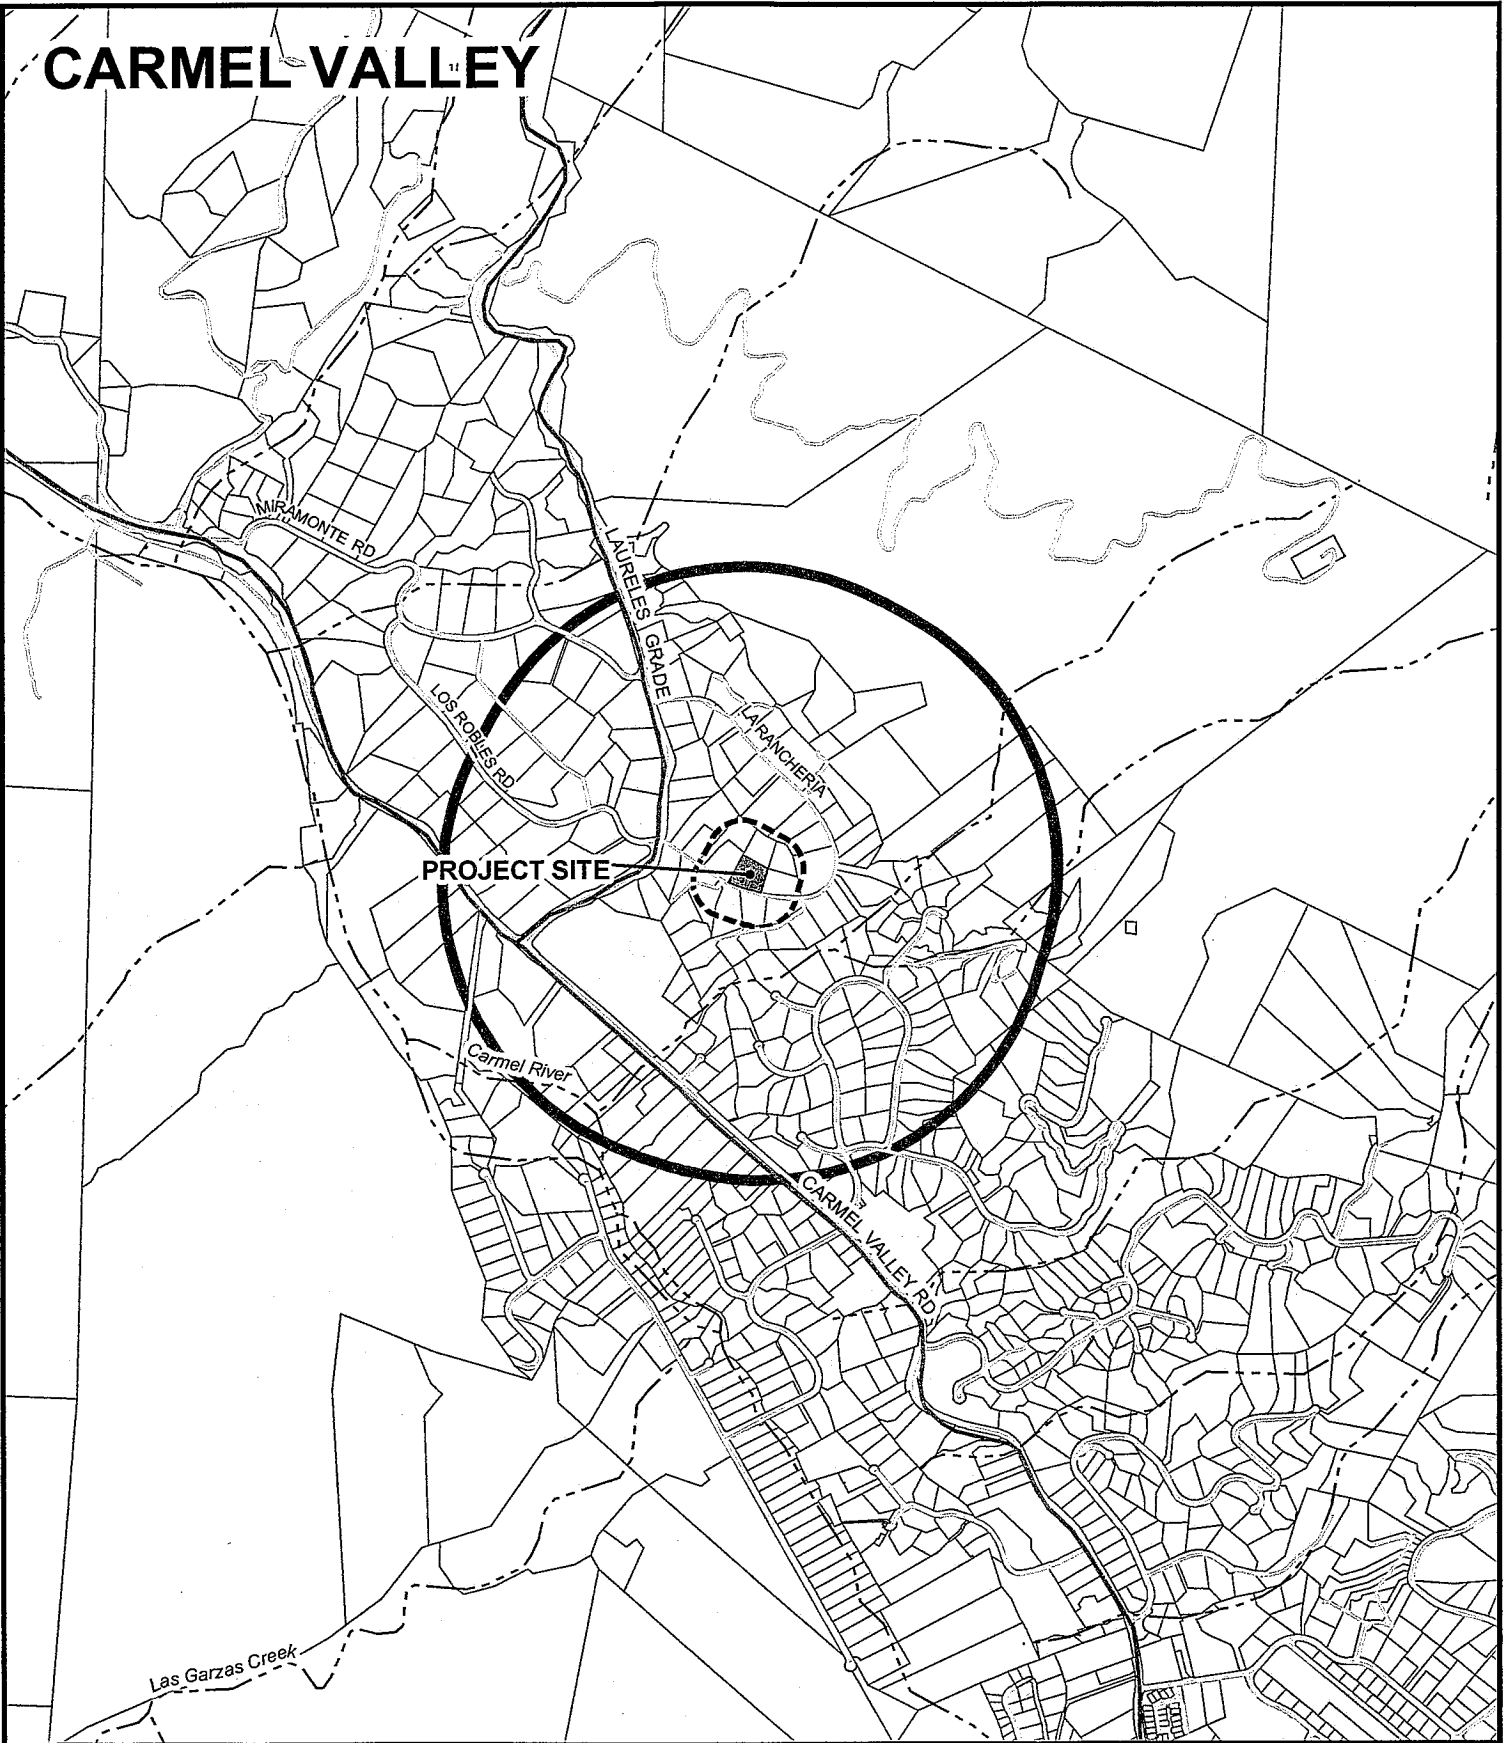 CARMEL VALLEY
MIRAMONTE RD
LAURELES GRADE
LOS ROBLES RD
LA RANCHERIA
PROJECT SITE
Carmel River
CARMEL VALLEY RD
Las Garzas Creek